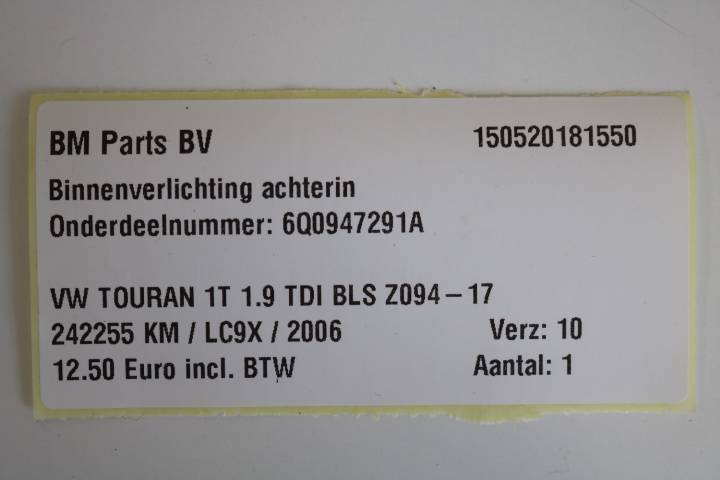 BM Parts BV 150520181550
Binnenverlichting achterin
Onderdeelnummer: 6Q0947291A
VW TOURAN 1T 1.9 TDI BLS Z094-17
242255 KM / LC9X / 2006 Verz: 10
12.50 Euro incl. BTW Aantal: 1